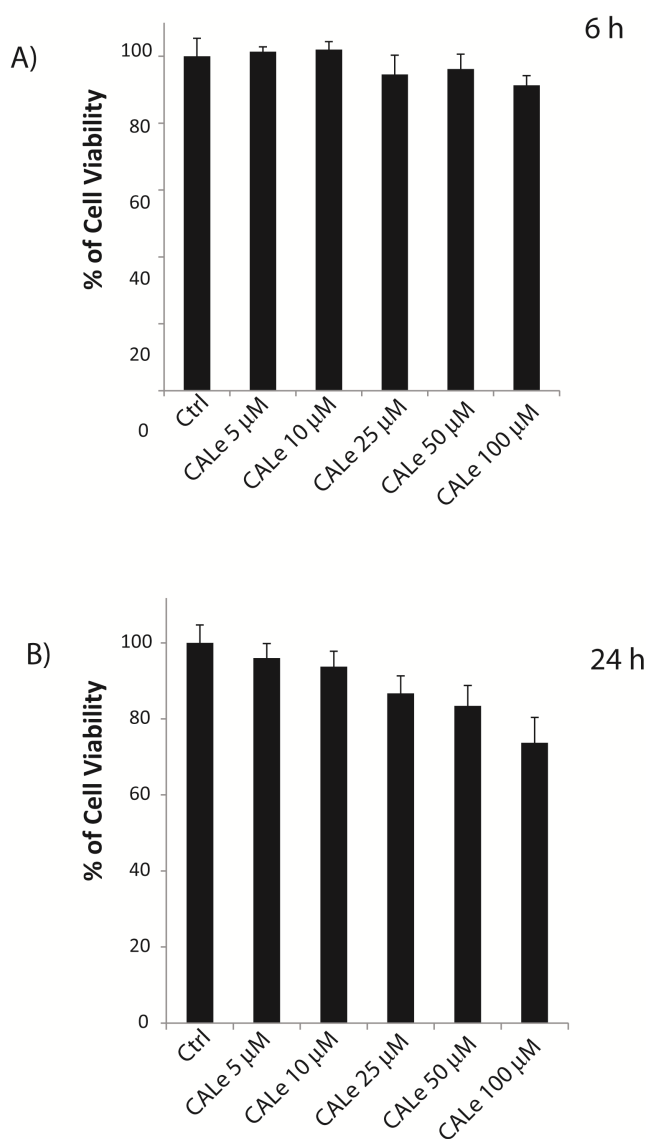 A)
6 h
% of Cell Viability
100
80
60
40
20
0
Ctrl
CALe 5 μM
CALe 10 μM
CALe 25 μM
CALe 50 μM
CALe 100 μM
B)
24 h
% of Cell Viability
100
80
60
40
20
0
Ctrl
CALe 5 μM
CALe 10 μM
CALe 25 μM
CALe 50 μM
CALe 100 μM